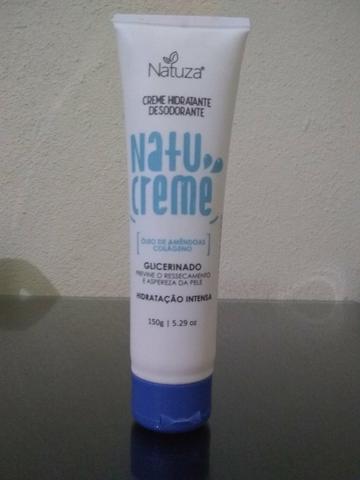 Natuza®
CREME HIDRATANTE
DESODORANTE
Natu
creme
ÓLEO DE AMÊNDOAS
COLÁGENO
GLICERINADO
PREVINE O RESSECAMENTO
E ASPEREZA DA PELE
HIDRATAÇÃO INTENSA
150g | 5.29 oz